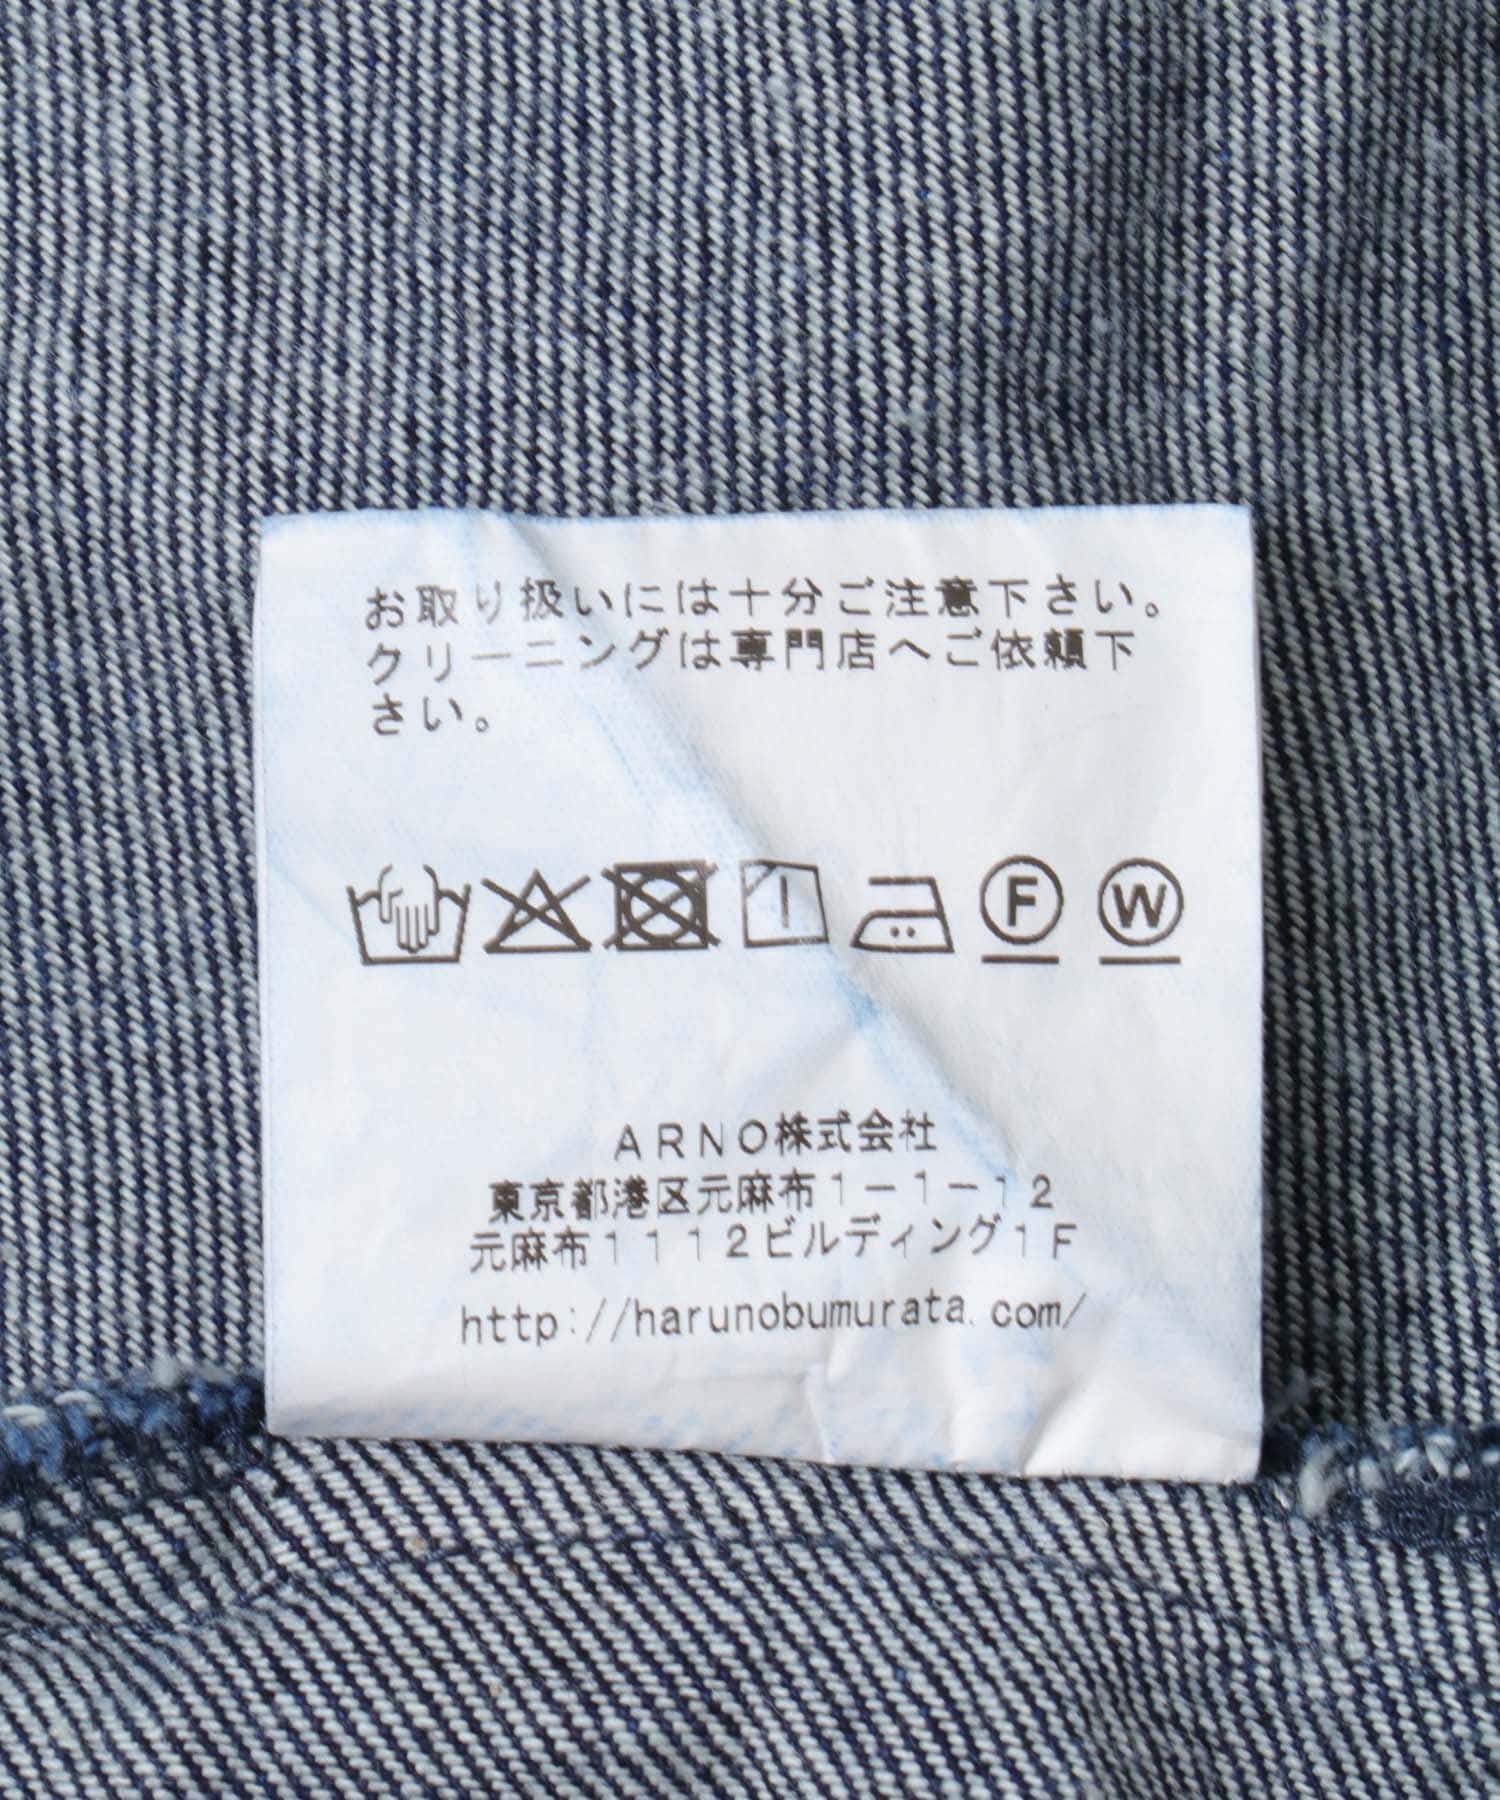 お取り扱いには十分ご注意下さい。
クリーニングは専門店へご依頼下
さい。
F W
ARNO株式会社
東京都港区元麻布1-1-12
元麻布1112ビルディング1F
http://harunobumurata.com/